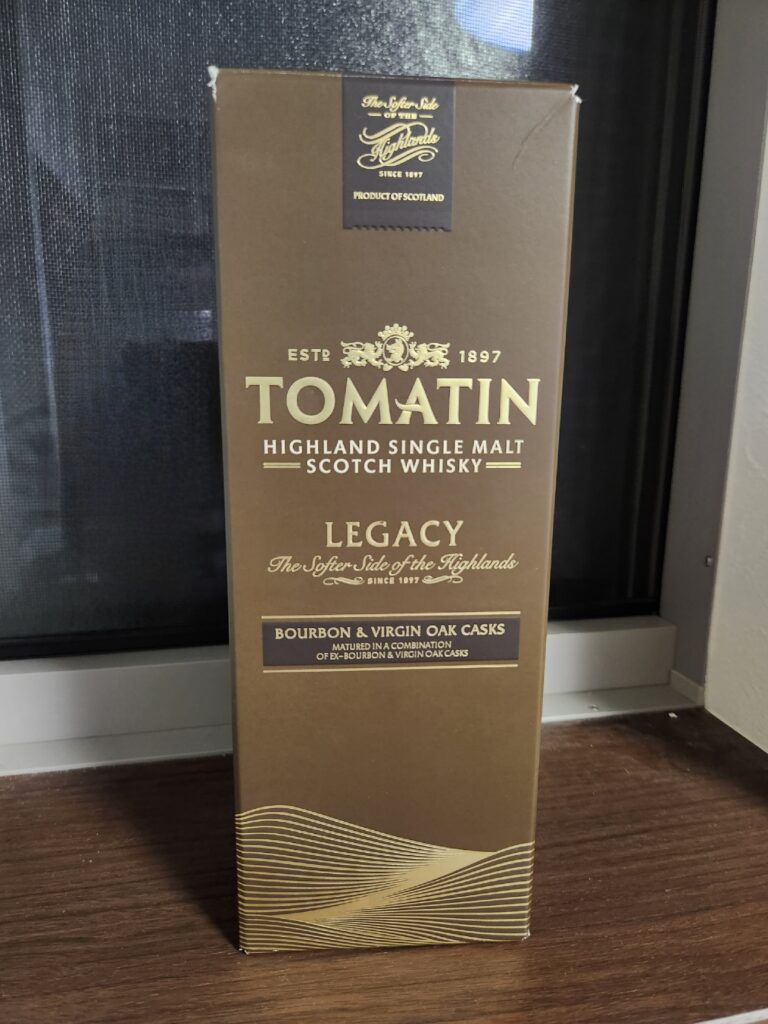 The Softer Side
OF THE
Highlands
SINCE 1897
PRODUCT OF SCOTLAND
ESTD 1897
TOMATIN
HIGHLAND SINGLE MALT
SCOTCH WHISKY
LEGACY
The Softer Side of the Highlands
SINCE 1897
BOURBON & VIRGIN OAK CASKS
MATURED IN A COMBINATION
OF EX-BOURBON & VIRGIN OAK CASKS